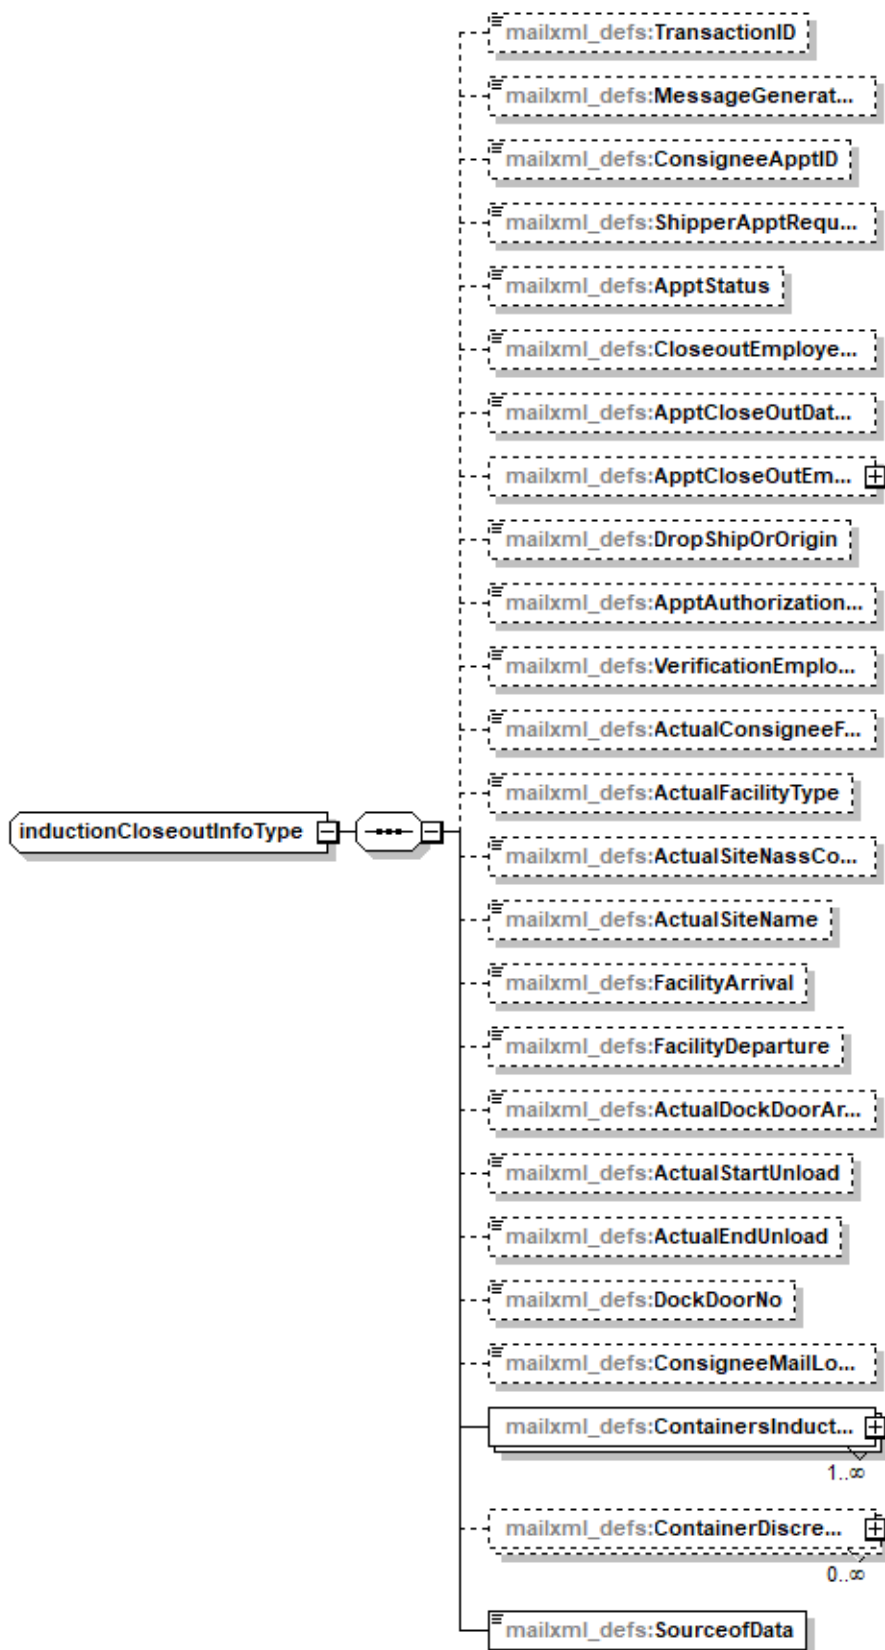 mailxml_defs:TransactionID
mailxml_defs:MessageGenerat...
mailxml_defs:ConsigneeApptID
mailxml_defs:ShipperApptRequ...
mailxml_defs:ApptStatus
mailxml_defs:CloseoutEmploye...
mailxml_defs:ApptCloseOutDat...
mailxml_defs:ApptCloseOutEm...
mailxml_defs:DropShipOrOrigin
mailxml_defs:ApptAuthorization...
mailxml_defs:VerificationEmplo...
mailxml_defs:ActualConsigneeF...
mailxml_defs:ActualFacilityType
inductionCloseoutInfoType
mailxml_defs:ActualSiteNassCo...
mailxml_defs:ActualSiteName
mailxml_defs:FacilityArrival
mailxml_defs:FacilityDeparture
mailxml_defs:ActualDockDoorAr...
mailxml_defs:ActualStartUnload
mailxml_defs:ActualEndUnload
mailxml_defs:DockDoorNo
mailxml_defs:ConsigneeMailLo...
mailxml_defs:ContainersInduct...
1..∞
mailxml_defs:ContainerDiscre...
0..∞
mailxml_defs:SourceofData